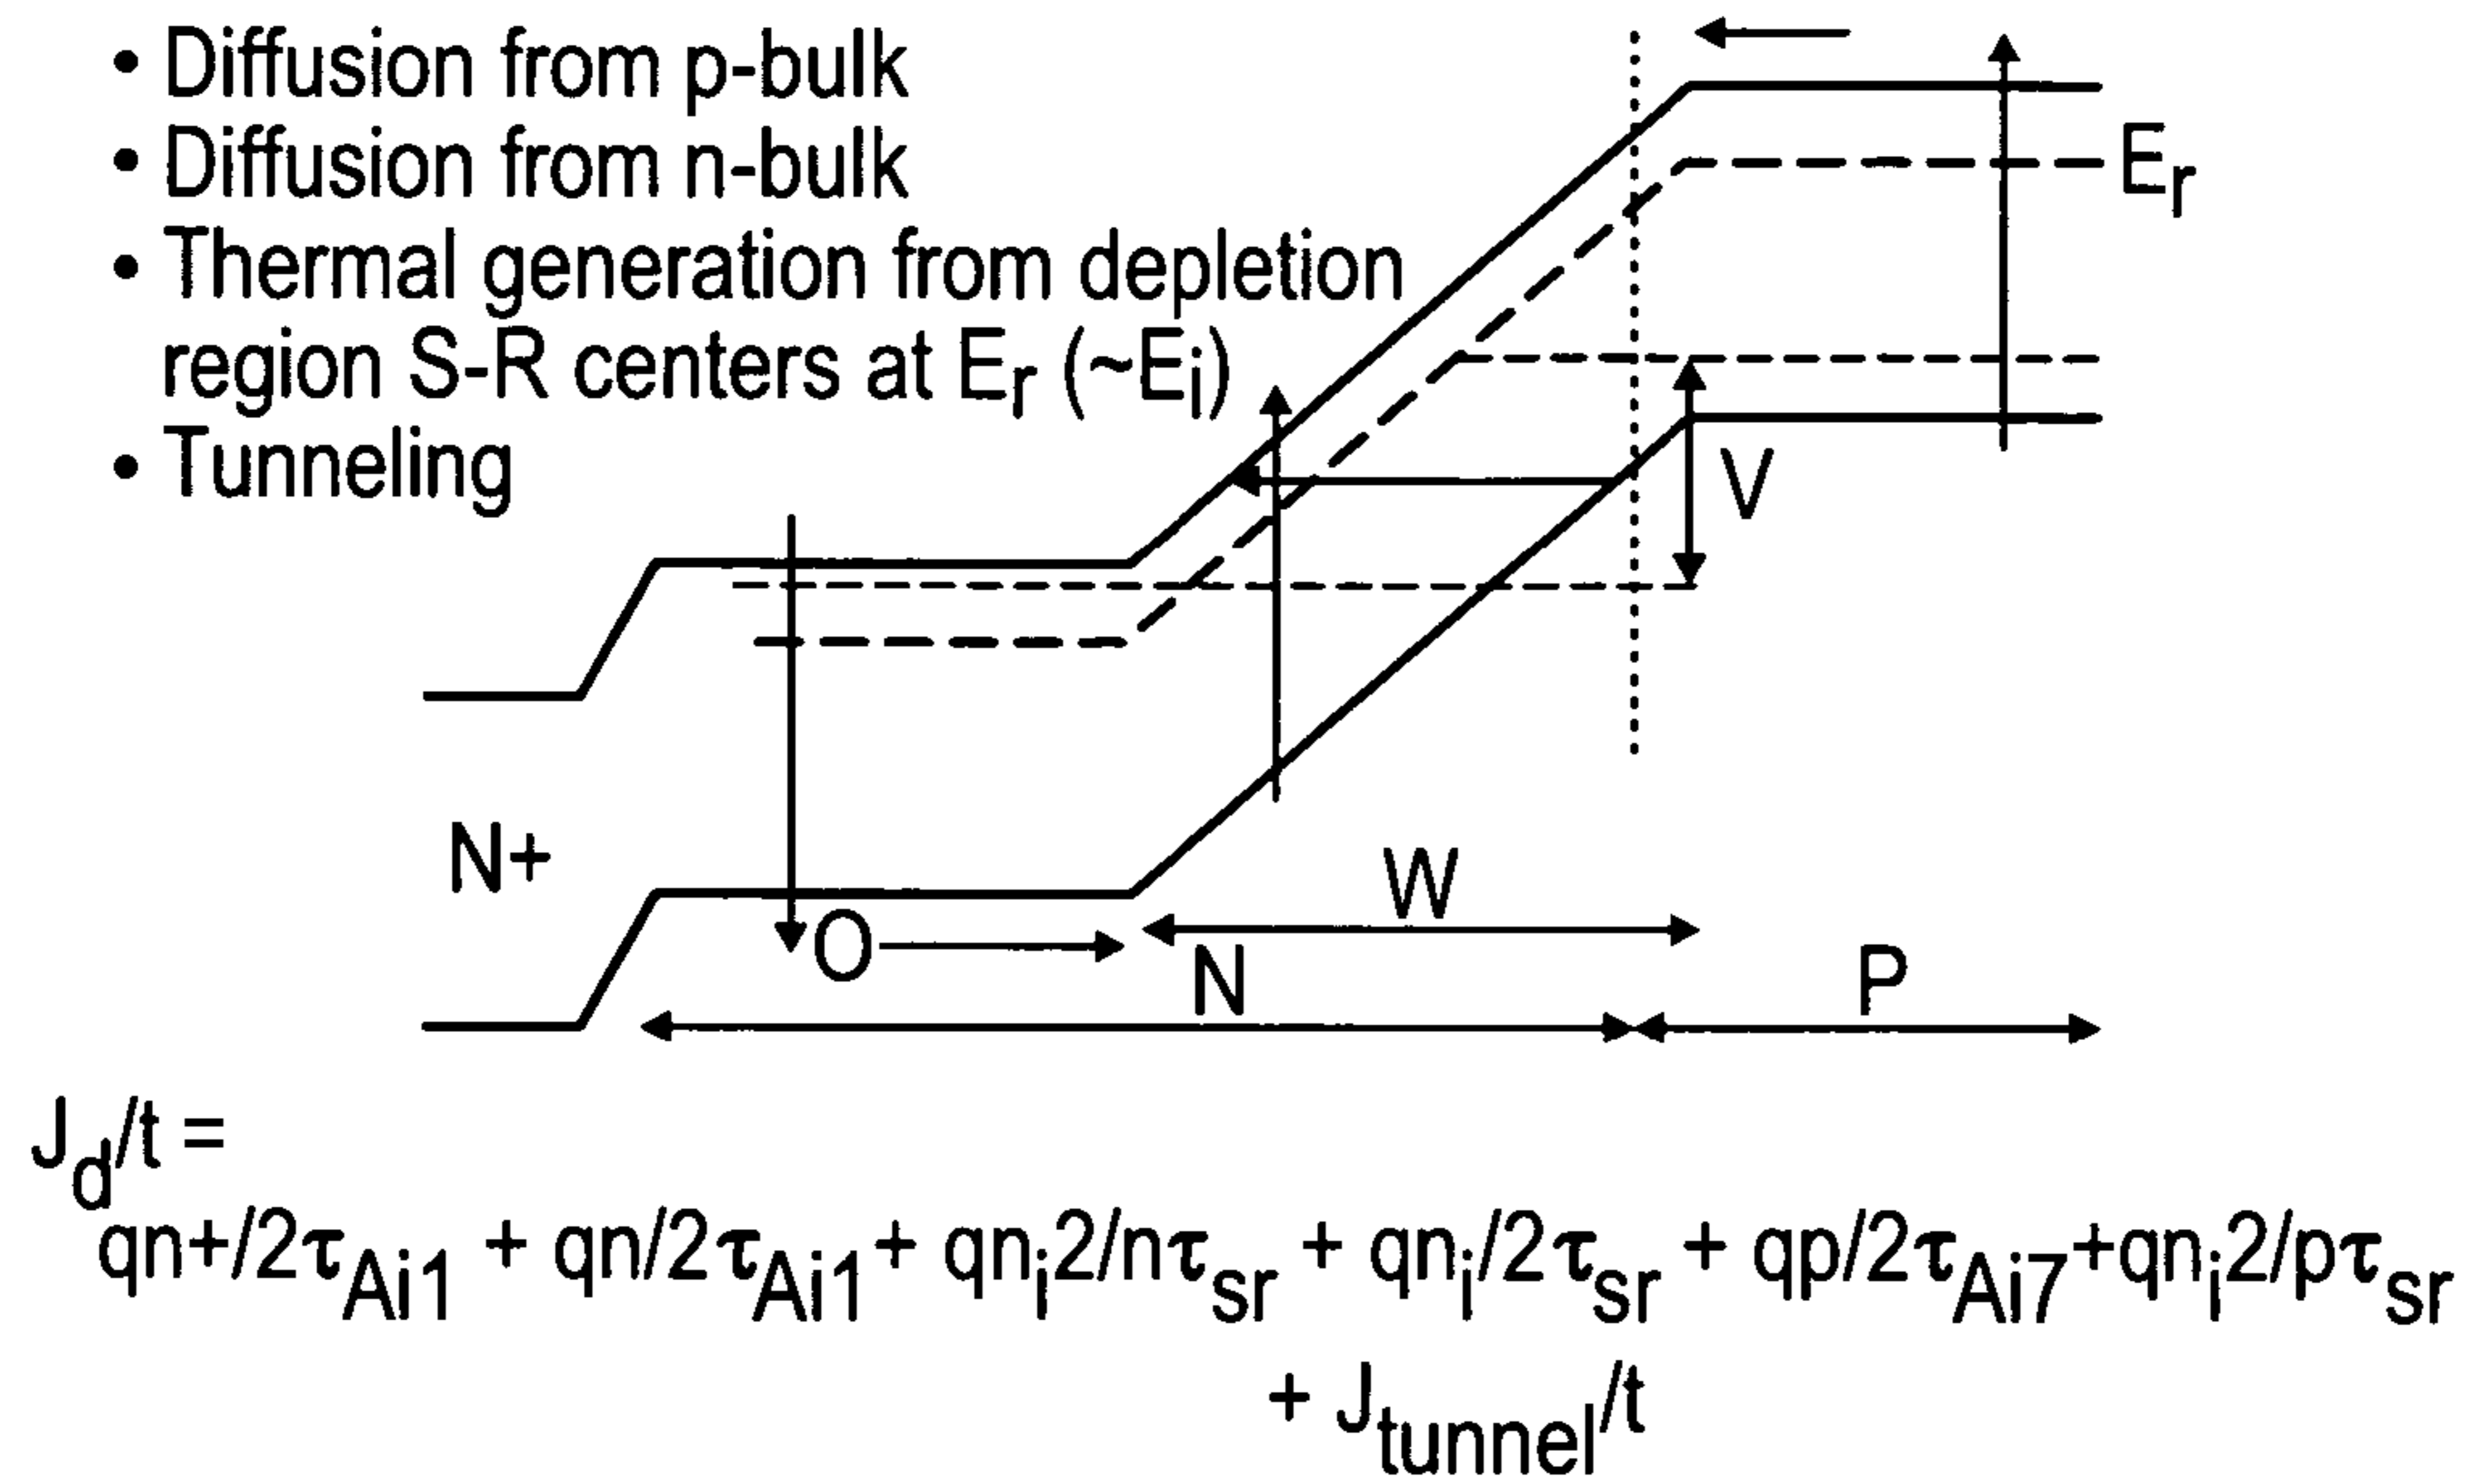 • Diffusion from p-bulk
• Diffusion from n-bulk
• Thermal generation from depletion
region S-R centers at Er (~Ei)
• Tunneling
Er
V
N+
O
W
N
P
Jd/t =
qn+/2τAi1 + qn/2τAi1 + qni2/nτsr + qni/2τsr + qp/2τAi7 +qni2/pτsr
+ Jtunnel/t